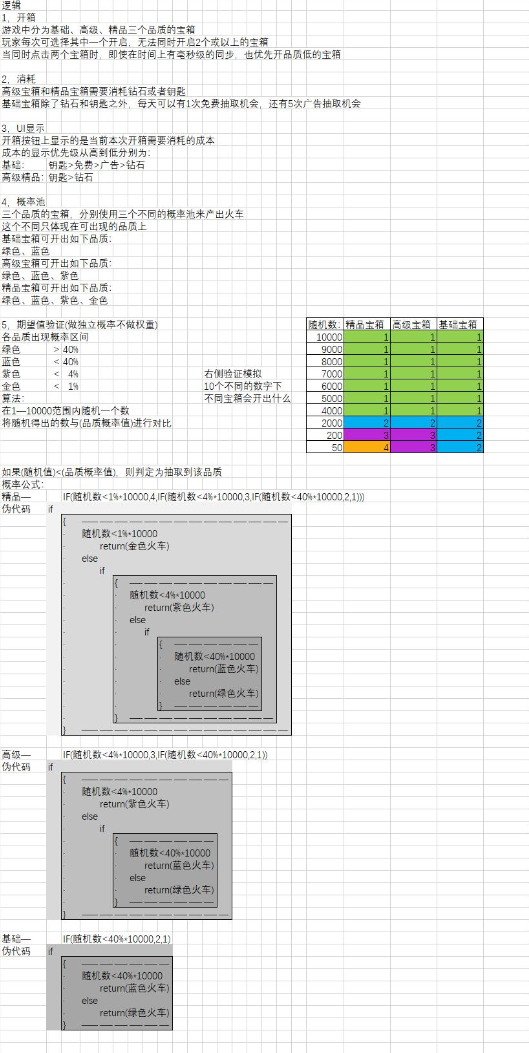 逻辑
1，开箱
游戏中分为基础、高级、精品三个品质的宝箱
玩家每次可选择其中一个开启，无法同时开启2个或以上的宝箱
当同时点击两个宝箱时，即使在时间上有毫秒级的同步，也优先开品质低的宝箱
2，消耗
高级宝箱和精品宝箱需要消耗钻石或者钥匙
基础宝箱除了钻石和钥匙之外，每天可以有1次免费抽取机会，还有5次广告抽取机会
3，UI显示
开箱按钮上显示的是当前本次开箱需要消耗的成本
成本的显示优先级从高到低分别为：
基础： 钥匙>免费>广告>钻石
高级精品：钥匙>钻石
4，概率池
三个品质的宝箱，分别使用三个不同的概率池来产出火车
这个不同只体现在可出现的品质上
基础宝箱可开出如下品质：
绿色、蓝色
高级宝箱可开出如下品质：
绿色、蓝色、紫色
精品宝箱可开出如下品质：
绿色、蓝色、紫色、金色
5，期望值验证(做独立概率不做权重)
各品质出现概率区间
绿色 > 40%
蓝色 < 40%
紫色 < 4%
金色 < 1%
算法：
在1—10000范围内随机一个数
将随机得出的数与(品质概率值)进行对比
右侧验证模拟
10个不同的数字下
不同宝箱会开出什么
随机数： 精品宝箱 高级宝箱 基础宝箱
10000 1 1 1
9000 1 1 1
8000 1 1 1
7000 1 1 1
6000 1 1 1
5000 1 1 1
4000 1 1 1
2000 2 2 2
200 3 3 2
50 4 3 2
如果(随机值)<(品质概率值)，则判定为抽取到该品质
概率公式：
精品— IF(随机数<1%*10000,4,IF(随机数<4%*10000,3,IF(随机数<40%*10000,2,1)))
伪代码 if
{ — — — — — — — — — — — — — —
随机数<1%*10000
return(金色火车)
else
if
{ — — — — — — — — — —
随机数<4%*10000
return(紫色火车)
else
if
{ — — — — — —
随机数<40%*10000
return(蓝色火车)
else
return(绿色火车)
} — — — — — —
} — — — — — — — — — —
} — — — — — — — — — — — — — —
高级— IF(随机数<4%*10000,3,IF(随机数<40%*10000,2,1))
伪代码 if
{ — — — — — — — — — —
随机数<4%*10000
return(紫色火车)
else
if
{ — — — — — —
随机数<40%*10000
return(蓝色火车)
else
return(绿色火车)
} — — — — — —
} — — — — — — — — — —
基础— IF(随机数<40%*10000,2,1)
伪代码 if
{ — — — — — —
随机数<40%*10000
return(蓝色火车)
else
return(绿色火车)
} — — — — — —